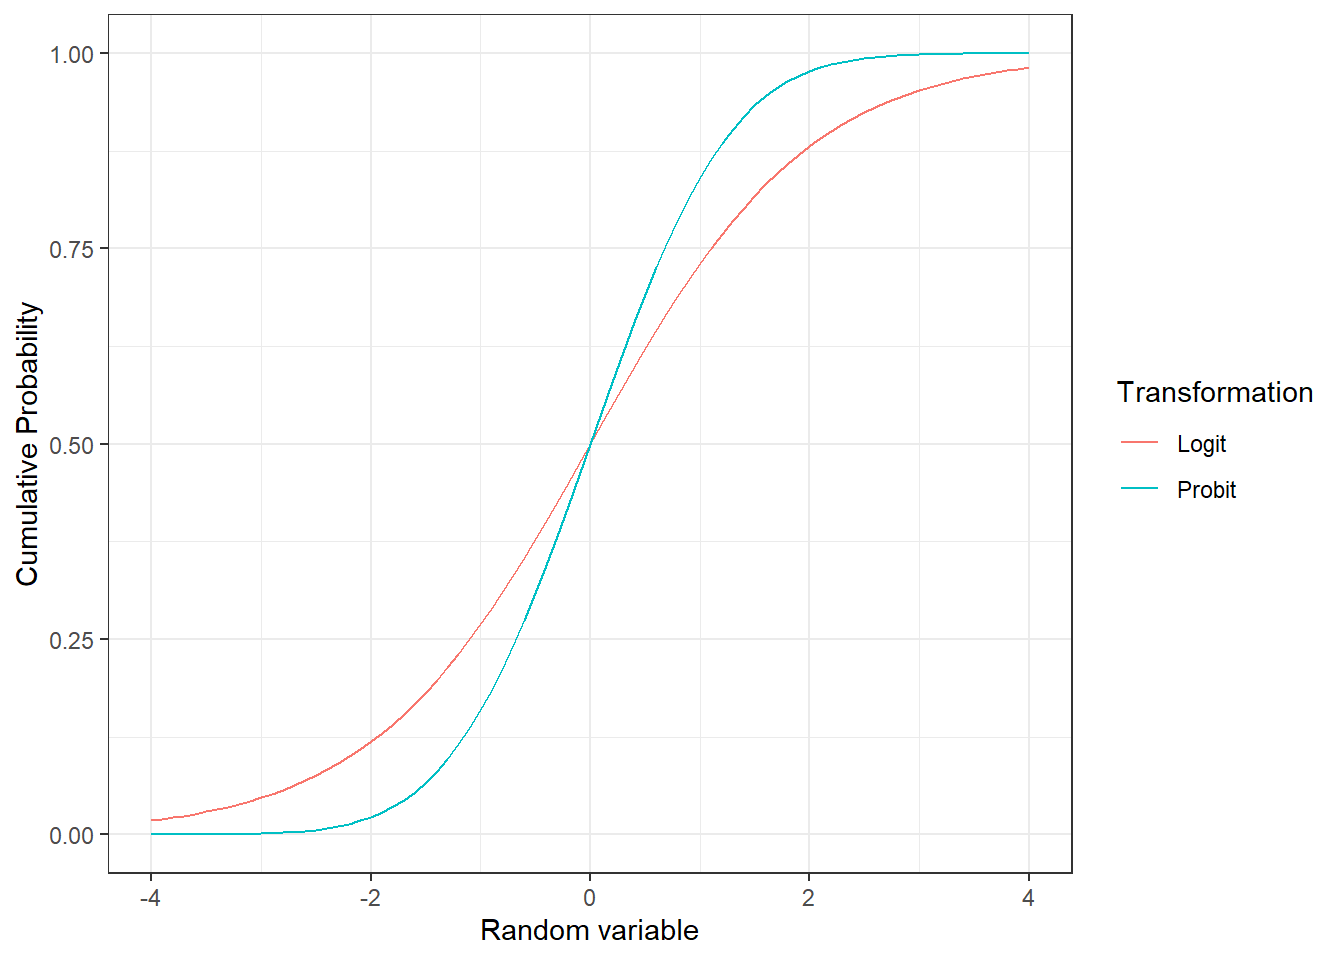 1.00
0.75
0.50
0.25
0.00
Cumulative Probability
-4
-2
0
2
4
Random variable
Transformation
Logit
Probit